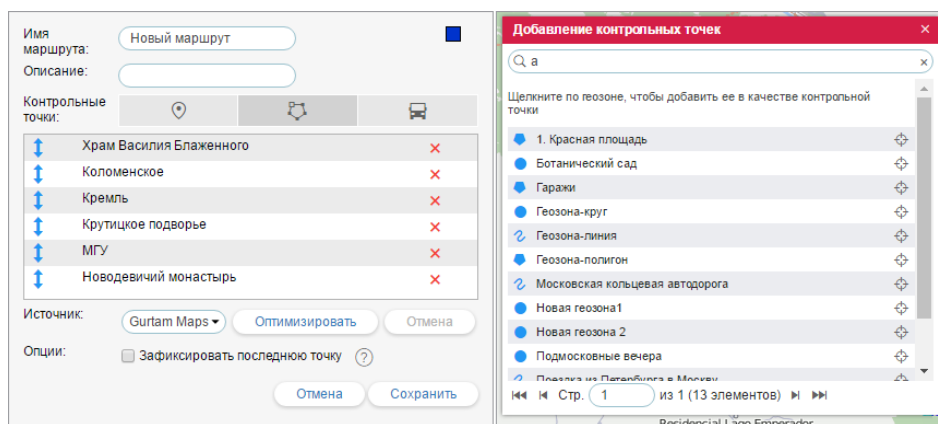 Имя
маршрута:
Новый маршрут
Описание:
Контрольные
точки:
Храм Василия Блаженного
Коломенское
Кремль
Крутицкое подворье
МГУ
Новодевичий монастырь
Источник:
Gurtam Maps
Оптимизировать
Отмена
Опции:
Зафиксировать последнюю точку
?
Отмена
Сохранить
Добавление контрольных точек
а
Щелкните по геозоне, чтобы добавить ее в качестве контрольной
точки
1. Красная площадь
Ботанический сад
Гаражи
Геозона-круг
Геозона-линия
Геозона-полигон
Московская кольцевая автодорога
Новая геозона1
Новая геозона 2
Подмосковные вечера
Поездка из Петербурга в Москву
Стр. 1 из 1 (13 элементов)
Residencial Lago Emperador